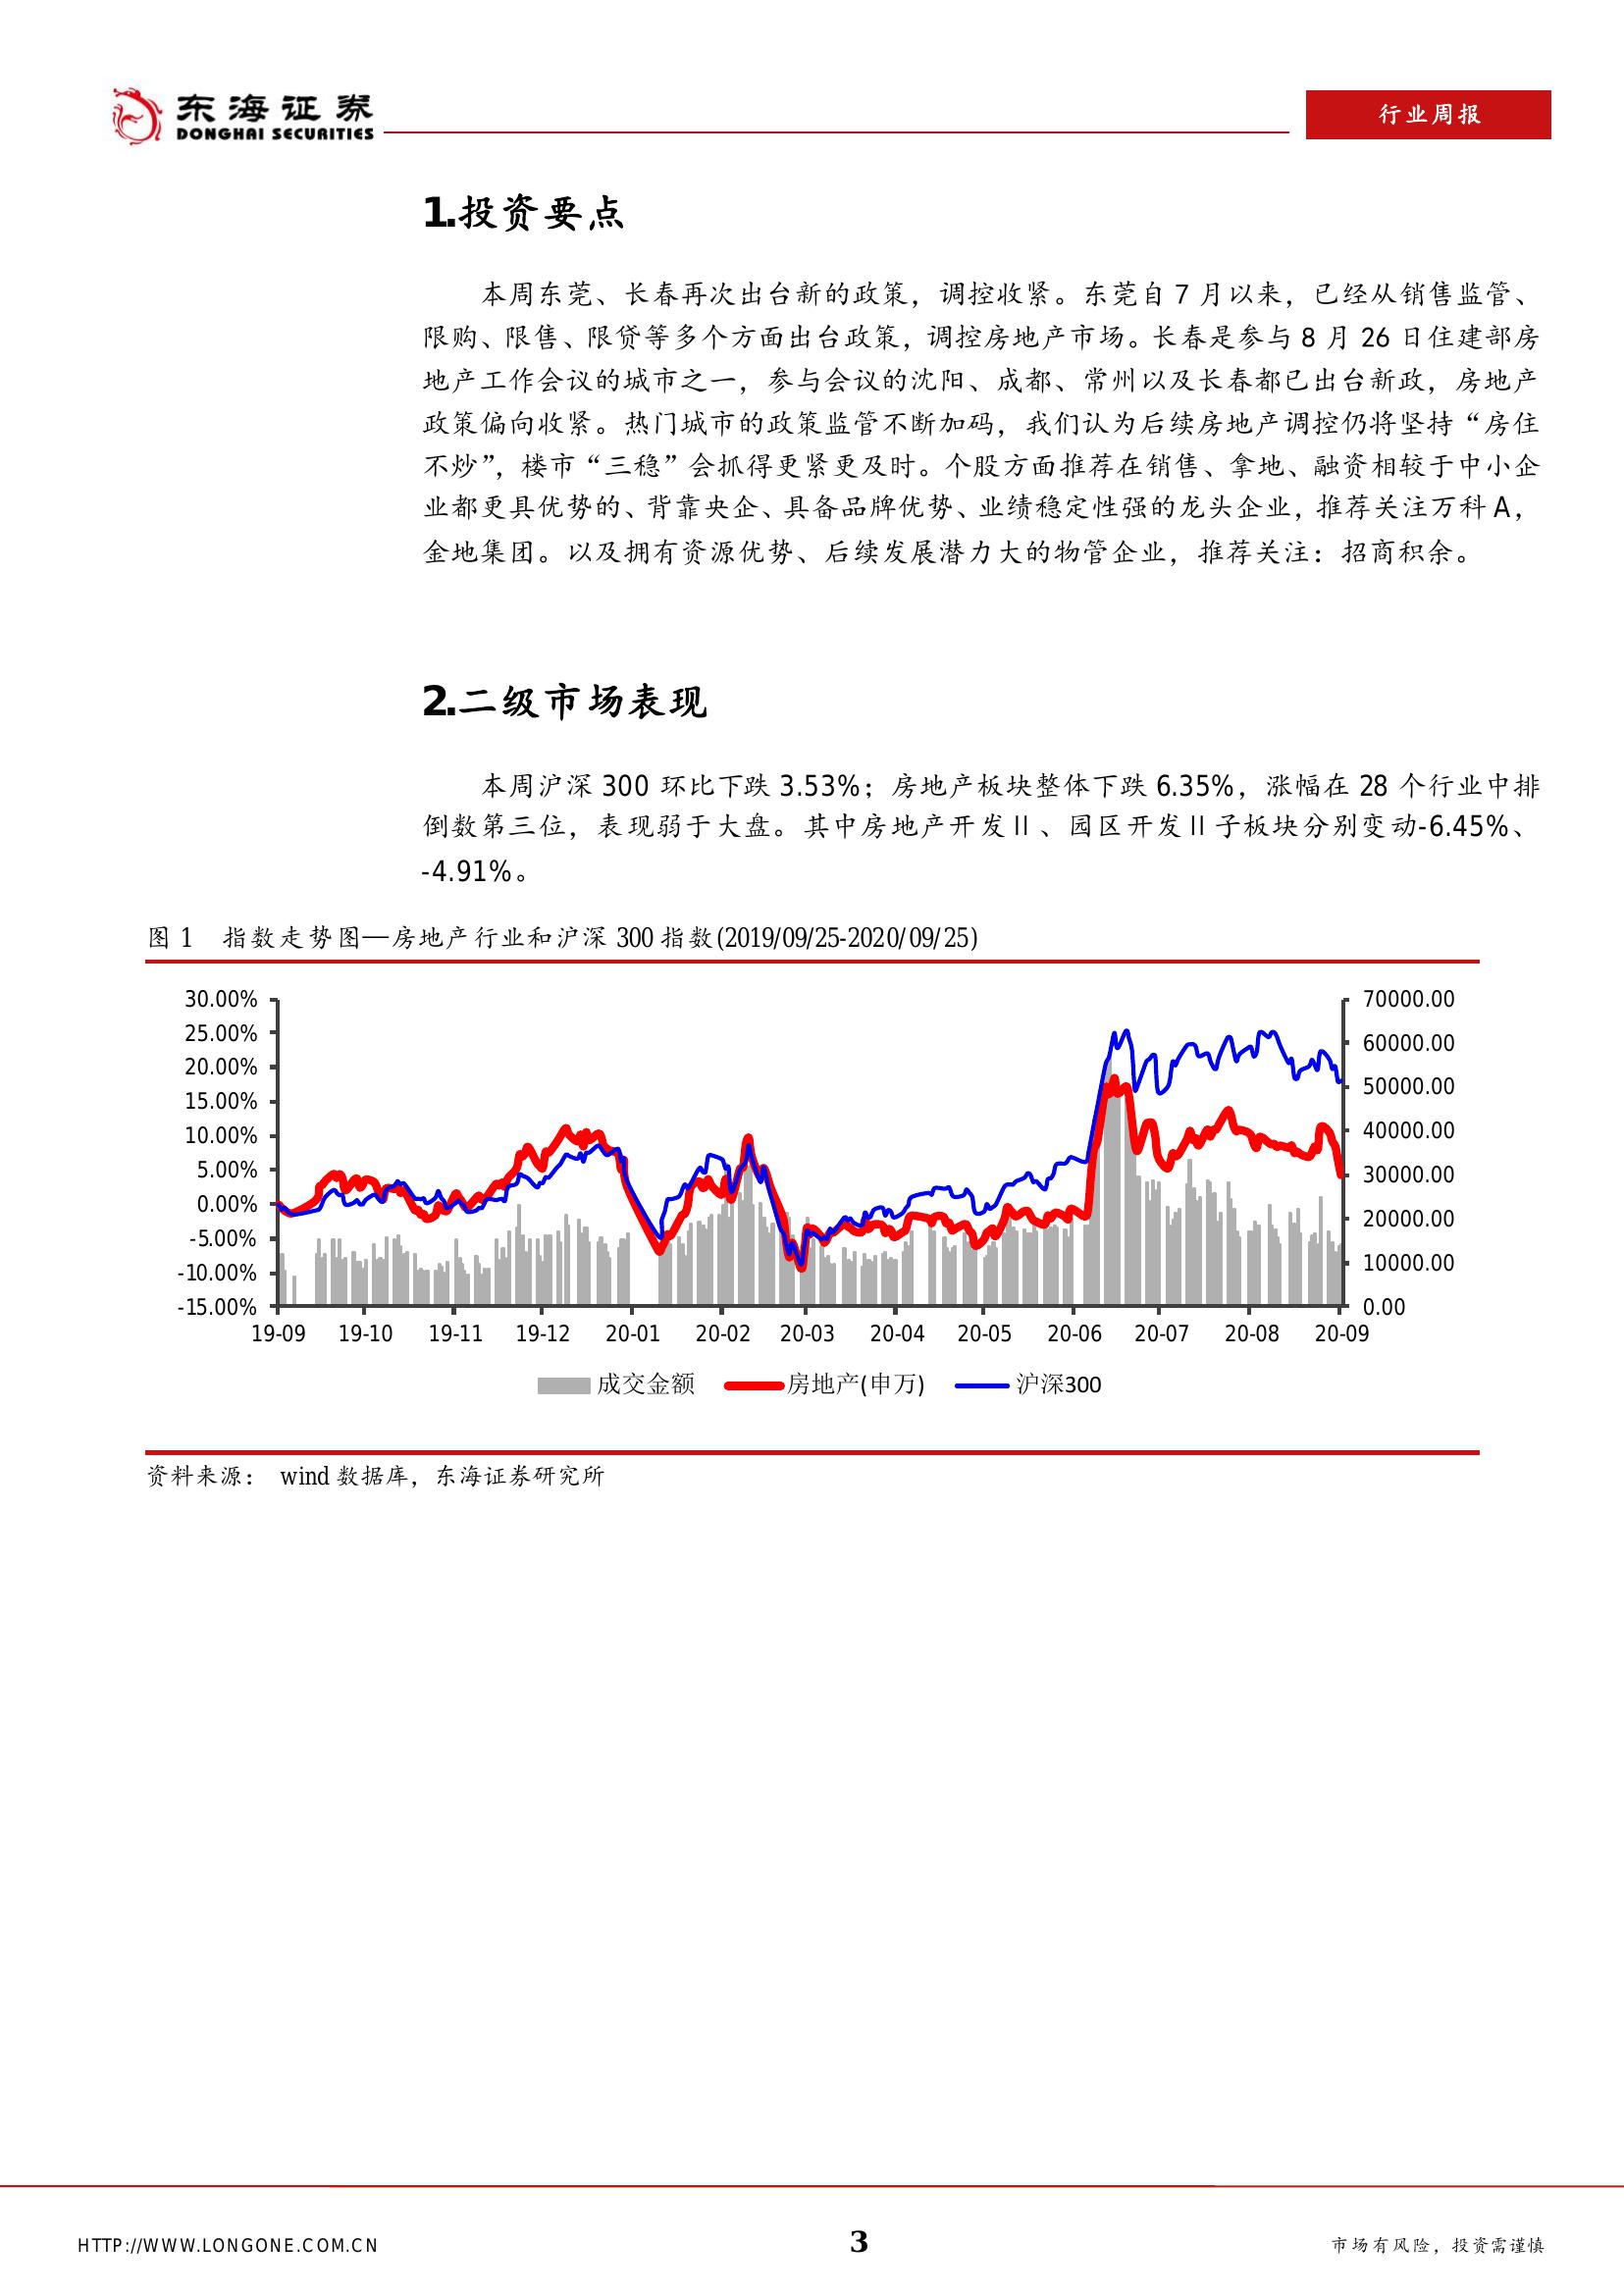 东海证券
DONGHAI SECURITIES
行业周报
1.投资要点
本周东莞、长春再次出台新的政策，调控收紧。东莞自 7 月以来，已经从销售监管、
限购、限售、限贷等多个方面出台政策，调控房地产市场。长春是参与 8 月 26 日住建部房
地产工作会议的城市之一，参与会议的沈阳、成都、常州以及长春都已出台新政，房地产
政策偏向收紧。热门城市的政策监管不断加码，我们认为后续房地产调控仍将坚持“房住
不炒”，楼市“三稳”会抓得更紧更及时。个股方面推荐在销售、拿地、融资相较于中小企
业都更具优势的、背靠央企、具备品牌优势、业绩稳定性强的龙头企业，推荐关注万科 A，
金地集团。以及拥有资源优势、后续发展潜力大的物管企业，推荐关注：招商积余。
2.二级市场表现
本周沪深 300 环比下跌 3.53%；房地产板块整体下跌 6.35%，涨幅在 28 个行业中排
倒数第三位，表现弱于大盘。其中房地产开发Ⅱ、园区开发Ⅱ子板块分别变动-6.45%、
-4.91%。
图 1 指数走势图—房地产行业和沪深 300 指数(2019/09/25-2020/09/25)
30.00% 70000.00
25.00% 60000.00
20.00% 50000.00
15.00% 40000.00
10.00% 30000.00
5.00% 20000.00
0.00% 10000.00
-5.00% 0.00
-10.00%
-15.00%
19-09 19-10 19-11 19-12 20-01 20-02 20-03 20-04 20-05 20-06 20-07 20-08 20-09
成交金额 房地产(申万) 沪深300
资料来源： wind 数据库，东海证券研究所
HTTP://WWW.LONGONE.COM.CN 3 市场有风险，投资需谨慎